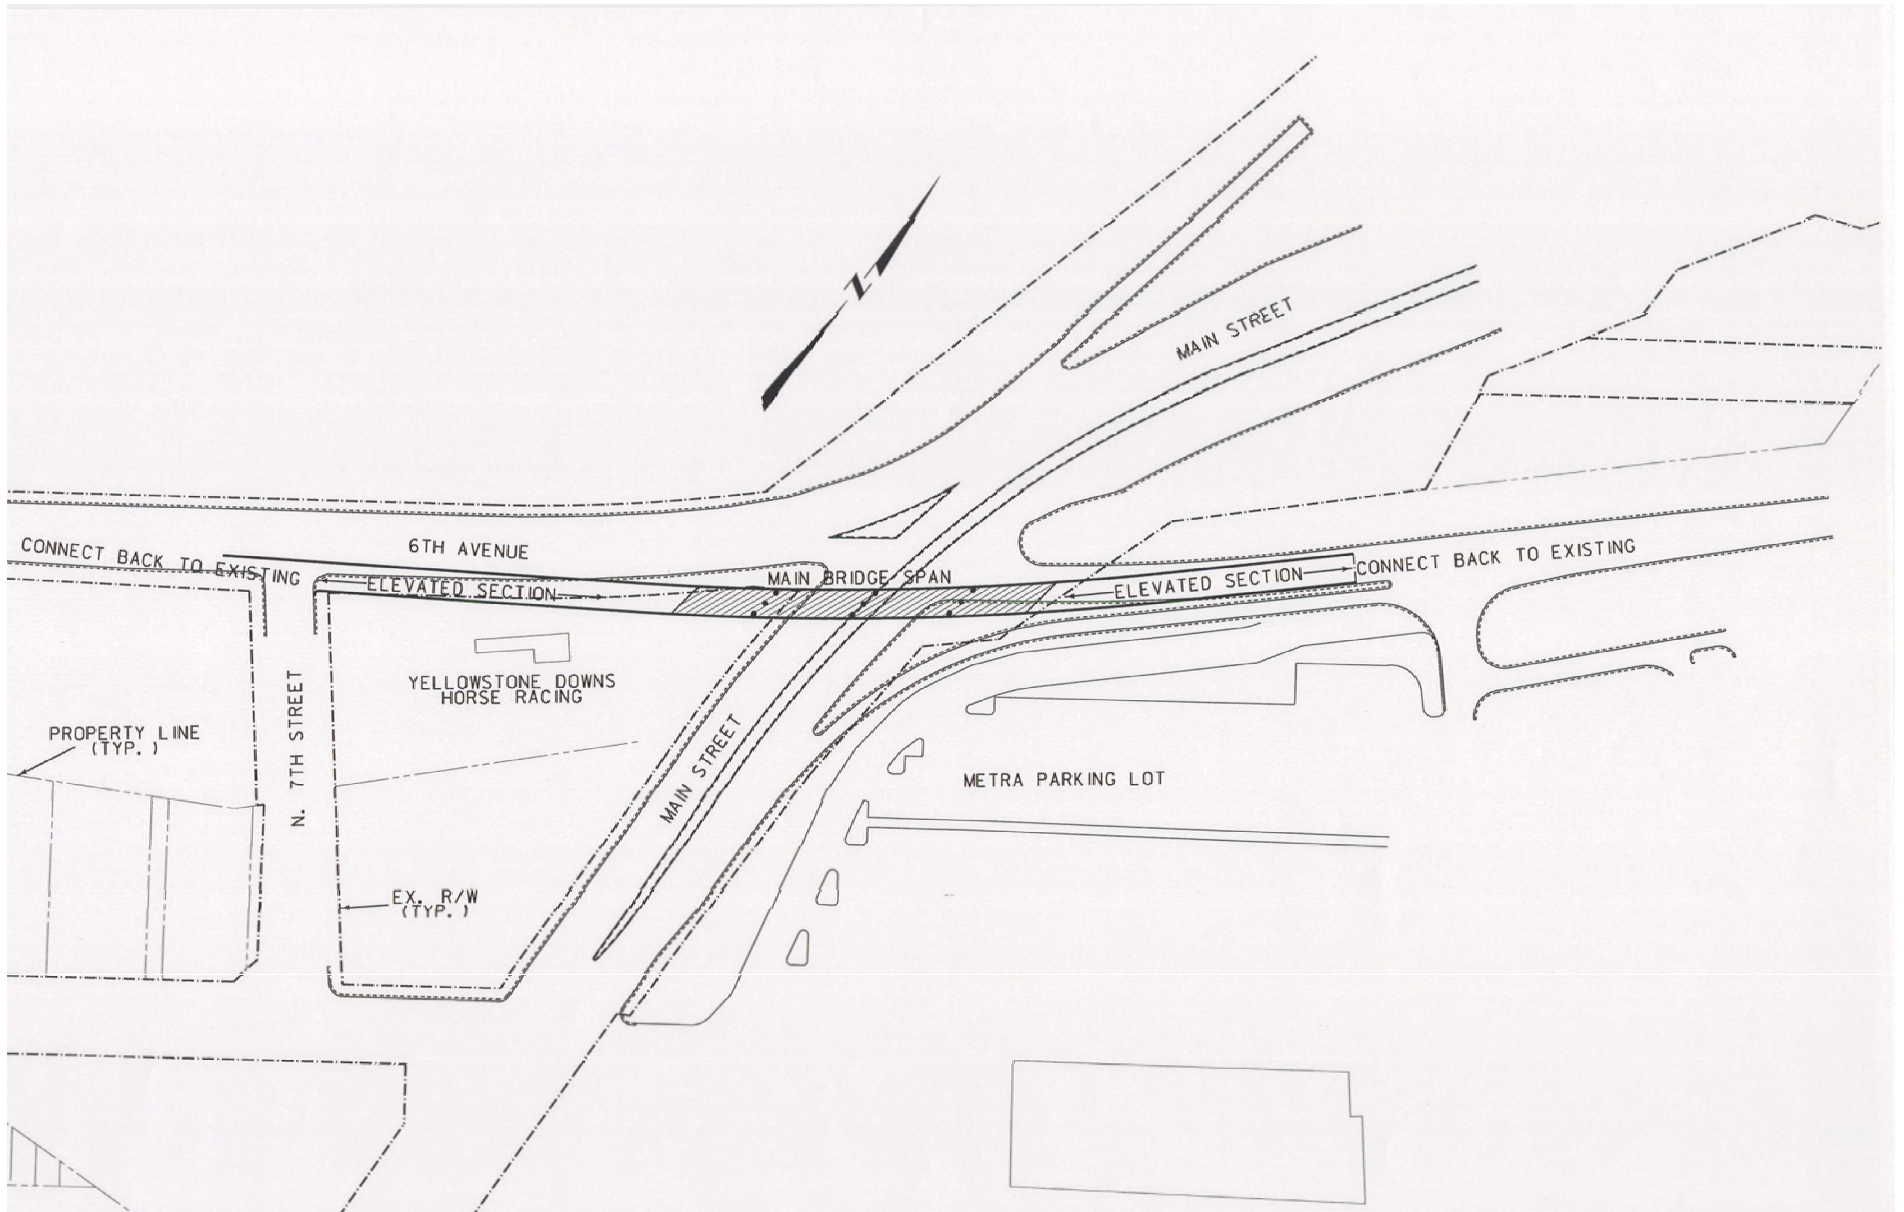 N
MAIN STREET
6TH AVENUE
CONNECT BACK TO EXISTING
ELEVATED SECTION
MAIN BRIDGE SPAN
ELEVATED SECTION
CONNECT BACK TO EXISTING
YELLOWSTONE DOWNS
HORSE RACING
N. 7TH STREET
PROPERTY LINE
(TYP.)
MAIN STREET
METRA PARKING LOT
EX. R/W
(TYP.)